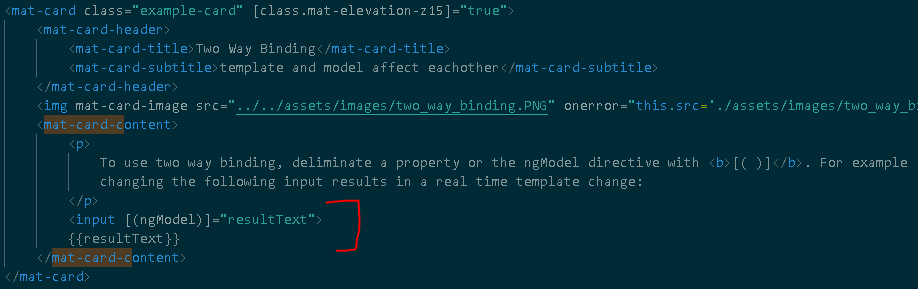 <mat-card class="example-card" [class.mat-elevation-z15]="true">
<mat-card-header>
<mat-card-title>Two Way Binding</mat-card-title>
<mat-card-subtitle>template and model affect eachother</mat-card-subtitle>
</mat-card-header>
<img mat-card-image src="../../assets/images/two_way_binding.PNG" onerror="this.src='./assets/images/two_way_bi
<mat-card-content>
<p>
To use two way binding, deliminate a property or the ngModel directive with <b>[( )]</b>. For example
changing the following input results in a real time template change:
</p>
<input [(ngModel)]="resultText">
{{resultText}}
</mat-card-content>
</mat-card>